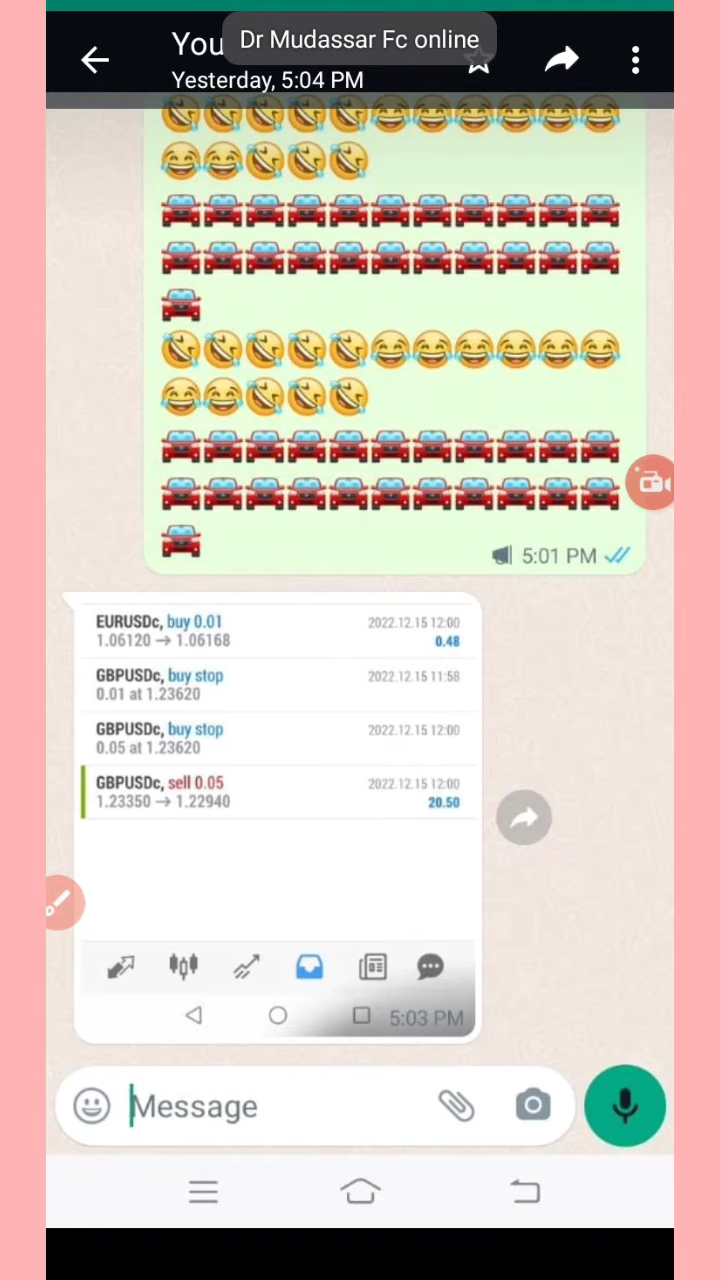 You
Dr Mudassar Fc online
Yesterday, 5:04 PM
5:01 PM
EURUSDc, buy 0.01
2022.12.15 12:00
1.06120 → 1.06168
0.48
GBPUSDc, buy stop
2022.12.15 11:58
0.01 at 1.23620
GBPUSDc, buy stop
2022.12.15 12:00
0.05 at 1.23620
GBPUSDc, sell 0.05
2022.12.15 12:00
1.23350 → 1.22940
20.50
5:03 PM
Message